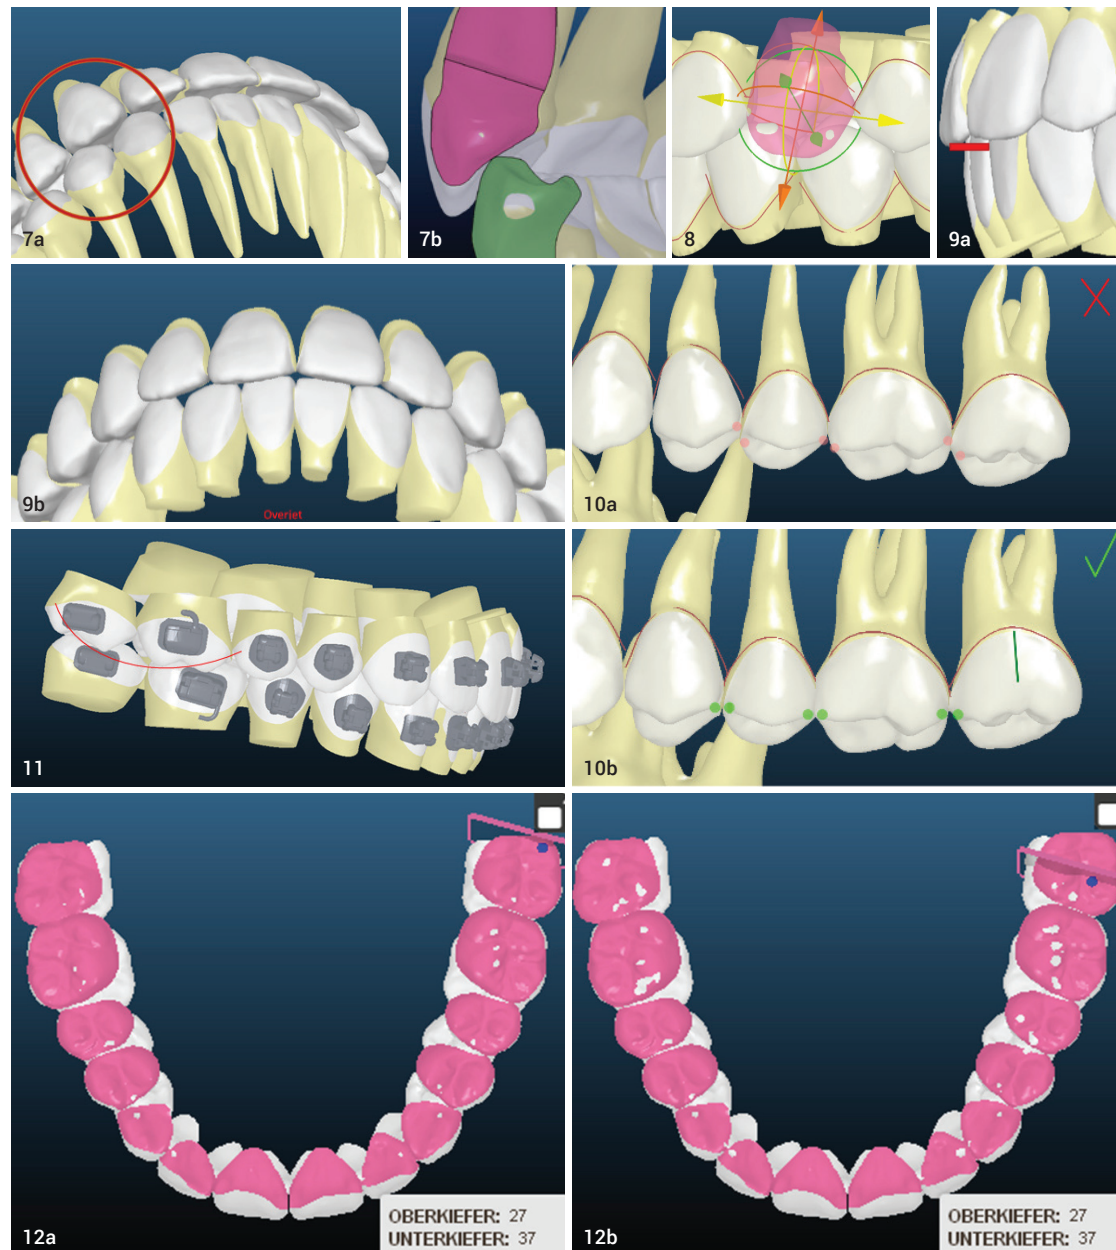 7a
7b
8
9a
9b
Overjet
10a
11
10b
12a
OBERKIEFER: 27
UNTERKIEFER: 37
12b
OBERKIEFER: 27
UNTERKIEFER: 37